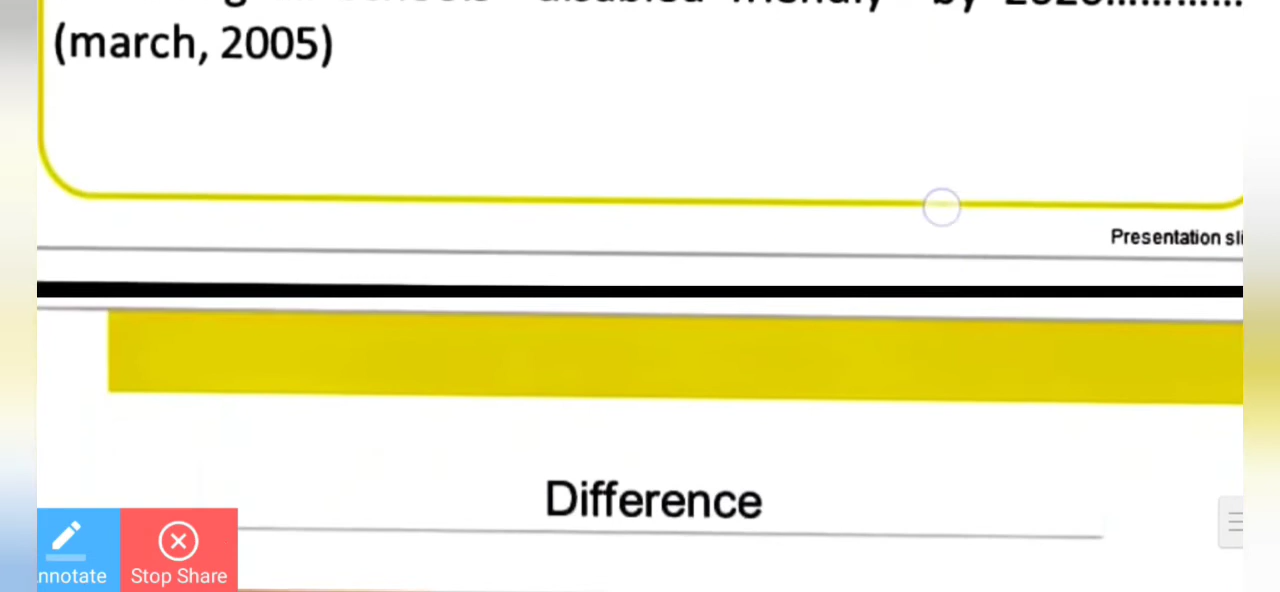 (march, 2005)
Presentation sli
Difference
nnotate
Stop Share